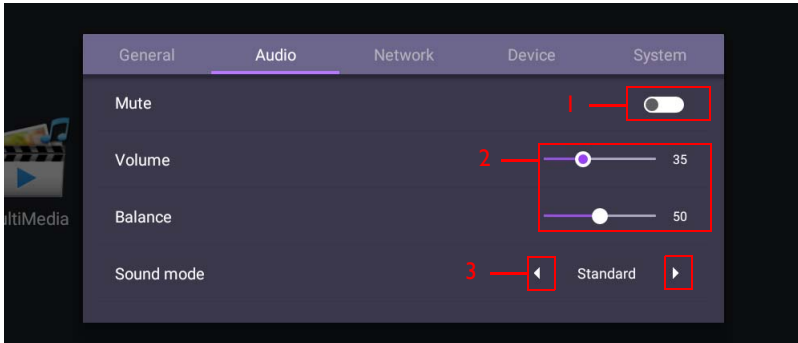 General Audio Network Device System
Mute 1
Volume 2 35
ltiMedia Balance 50
Sound mode 3 Standard